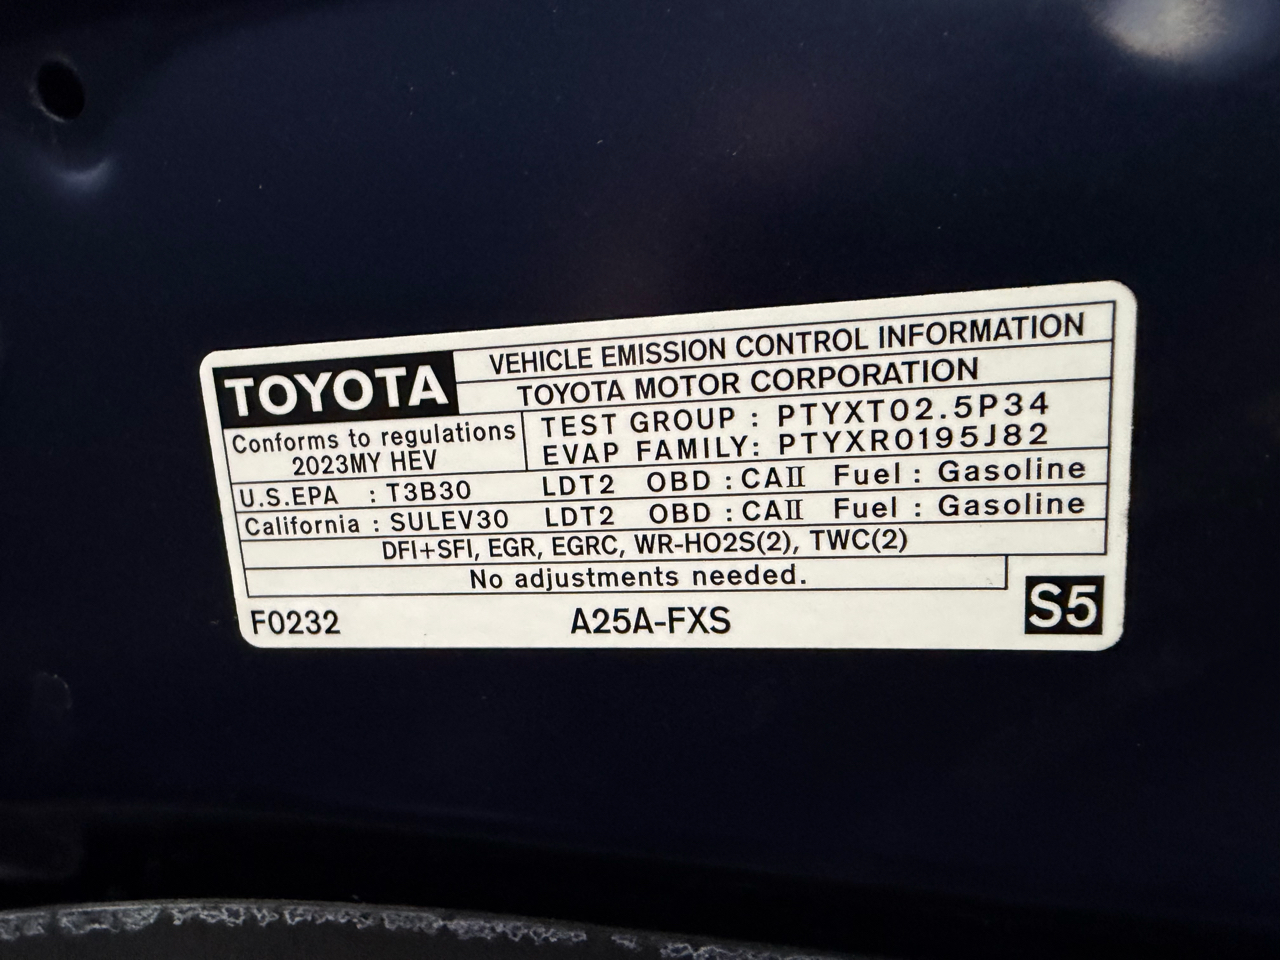 TOYOTA
VEHICLE EMISSION CONTROL INFORMATION
TOYOTA MOTOR CORPORATION
Conforms to regulations
2023MY HEV
TEST GROUP : PTYXT02.5P34
EVAP FAMILY: PTYXR0195J82
U.S.EPA : T3B30 LDT2 OBD : CAII Fuel : Gasoline
California : SULEV30 LDT2 OBD : CAII Fuel : Gasoline
DFI+SFI, EGR, EGRC, WR-HO2S(2), TWC(2)
No adjustments needed.
F0232 A25A-FXS S5